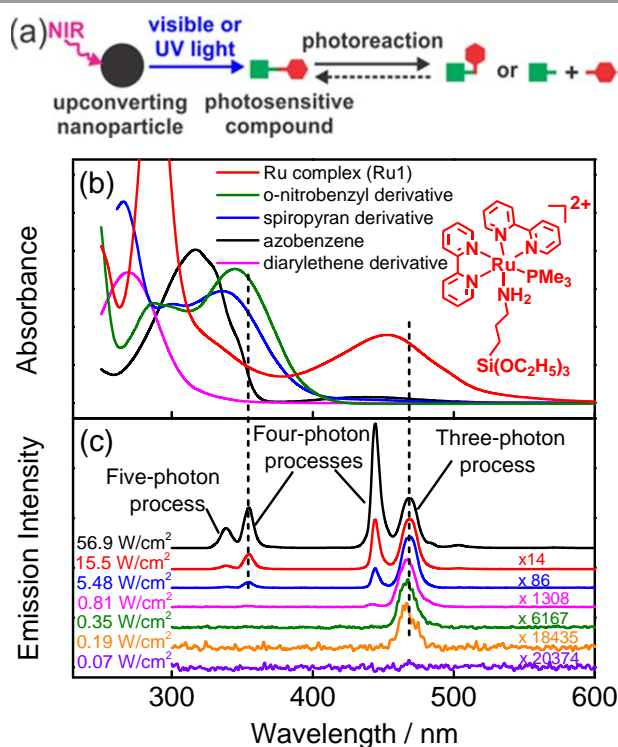 (a)
NIR
visible or
UV light
photoreaction
or
+
upconverting
nanoparticle
photosensitive
compound
(b)
Ru complex (Ru1)
o-nitrobenzyl derivative
spiropyran derivative
azobenzene
diarylethene derivative
2+
N
N
N
N
Ru
PMe3
NH2
Si(OC2H5)3
Absorbance
(c)
Four-photon
processes
Three-photon
process
Five-photon
process
56.9 W/cm2
15.5 W/cm2
x14
5.48 W/cm2
x 86
0.81 W/cm2
x 1308
0.35 W/cm2
x 6167
0.19 W/cm2
x 18435
0.07 W/cm2
x 20374
Emission Intensity
300
400
500
600
Wavelength / nm